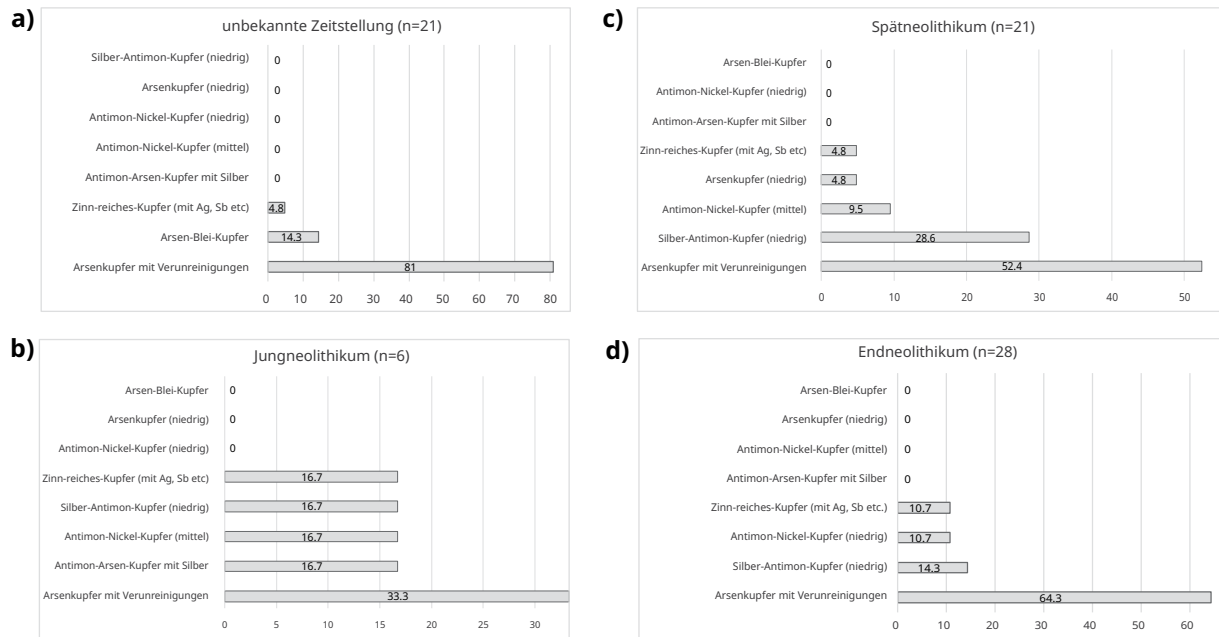 a)
unbekannte Zeitstellung (n=21)
Silber-Antimon-Kupfer (niedrig) 0
Arsenkupfer (niedrig) 0
Antimon-Nickel-Kupfer (niedrig) 0
Antimon-Nickel-Kupfer (mittel) 0
Antimon-Arsen-Kupfer mit Silber 0
Zinn-reiches-Kupfer (mit Ag, Sb etc) 4.8
Arsen-Blei-Kupfer 14.3
Arsenkupfer mit Verunreinigungen 81
0 10 20 30 40 50 60 70 80
b)
Jungneolithikum (n=6)
Arsen-Blei-Kupfer 0
Arsenkupfer (niedrig) 0
Antimon-Nickel-Kupfer (niedrig) 0
Zinn-reiches-Kupfer (mit Ag, Sb etc) 16.7
Silber-Antimon-Kupfer (niedrig) 16.7
Antimon-Nickel-Kupfer (mittel) 16.7
Antimon-Arsen-Kupfer mit Silber 16.7
Arsenkupfer mit Verunreinigungen 33.3
0 5 10 15 20 25 30
c)
Spätneolithikum (n=21)
Arsen-Blei-Kupfer 0
Antimon-Nickel-Kupfer (niedrig) 0
Antimon-Arsen-Kupfer mit Silber 0
Zinn-reiches-Kupfer (mit Ag, Sb etc) 4.8
Arsenkupfer (niedrig) 4.8
Antimon-Nickel-Kupfer (mittel) 9.5
Silber-Antimon-Kupfer (niedrig) 28.6
Arsenkupfer mit Verunreinigungen 52.4
0 10 20 30 40 50
d)
Endneolithikum (n=28)
Arsen-Blei-Kupfer 0
Arsenkupfer (niedrig) 0
Antimon-Nickel-Kupfer (mittel) 0
Antimon-Arsen-Kupfer mit Silber 0
Zinn-reiches-Kupfer (mit Ag, Sb etc.) 10.7
Antimon-Nickel-Kupfer (niedrig) 10.7
Silber-Antimon-Kupfer (niedrig) 14.3
Arsenkupfer mit Verunreinigungen 64.3
0 10 20 30 40 50 60